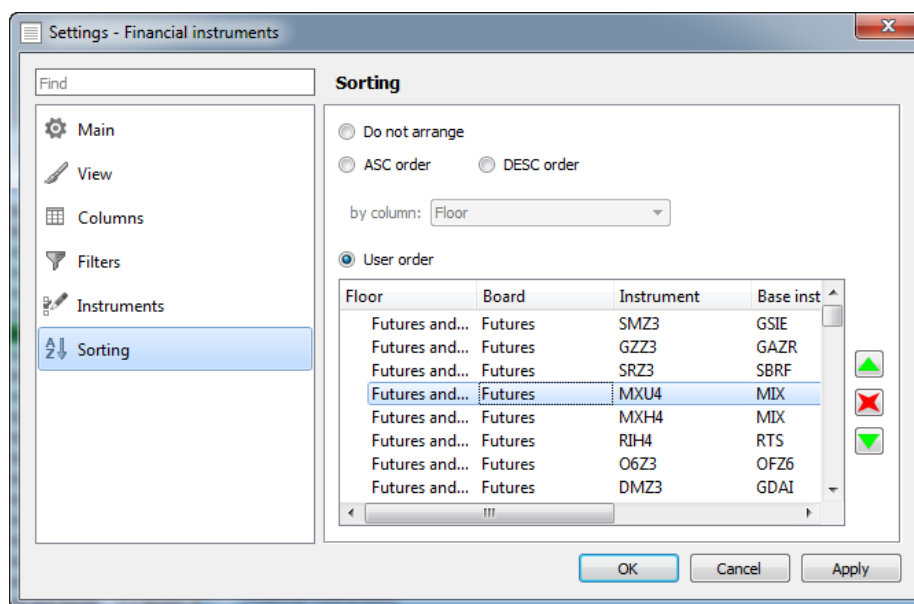 Settings - Financial instruments
Find
Main
View
Columns
Filters
Instruments
Sorting
Sorting
Do not arrange
ASC order DESC order
by column: Floor
User order
Floor Board Instrument Base inst
Futures and... Futures SMZ3 GSIE
Futures and... Futures GZZ3 GAZR
Futures and... Futures SRZ3 SBRF
Futures and... Futures MXU4 MIX
Futures and... Futures MXH4 MIX
Futures and... Futures RIH4 RTS
Futures and... Futures O6Z3 OFZ6
Futures and... Futures DMZ3 GDAI
OK Cancel Apply